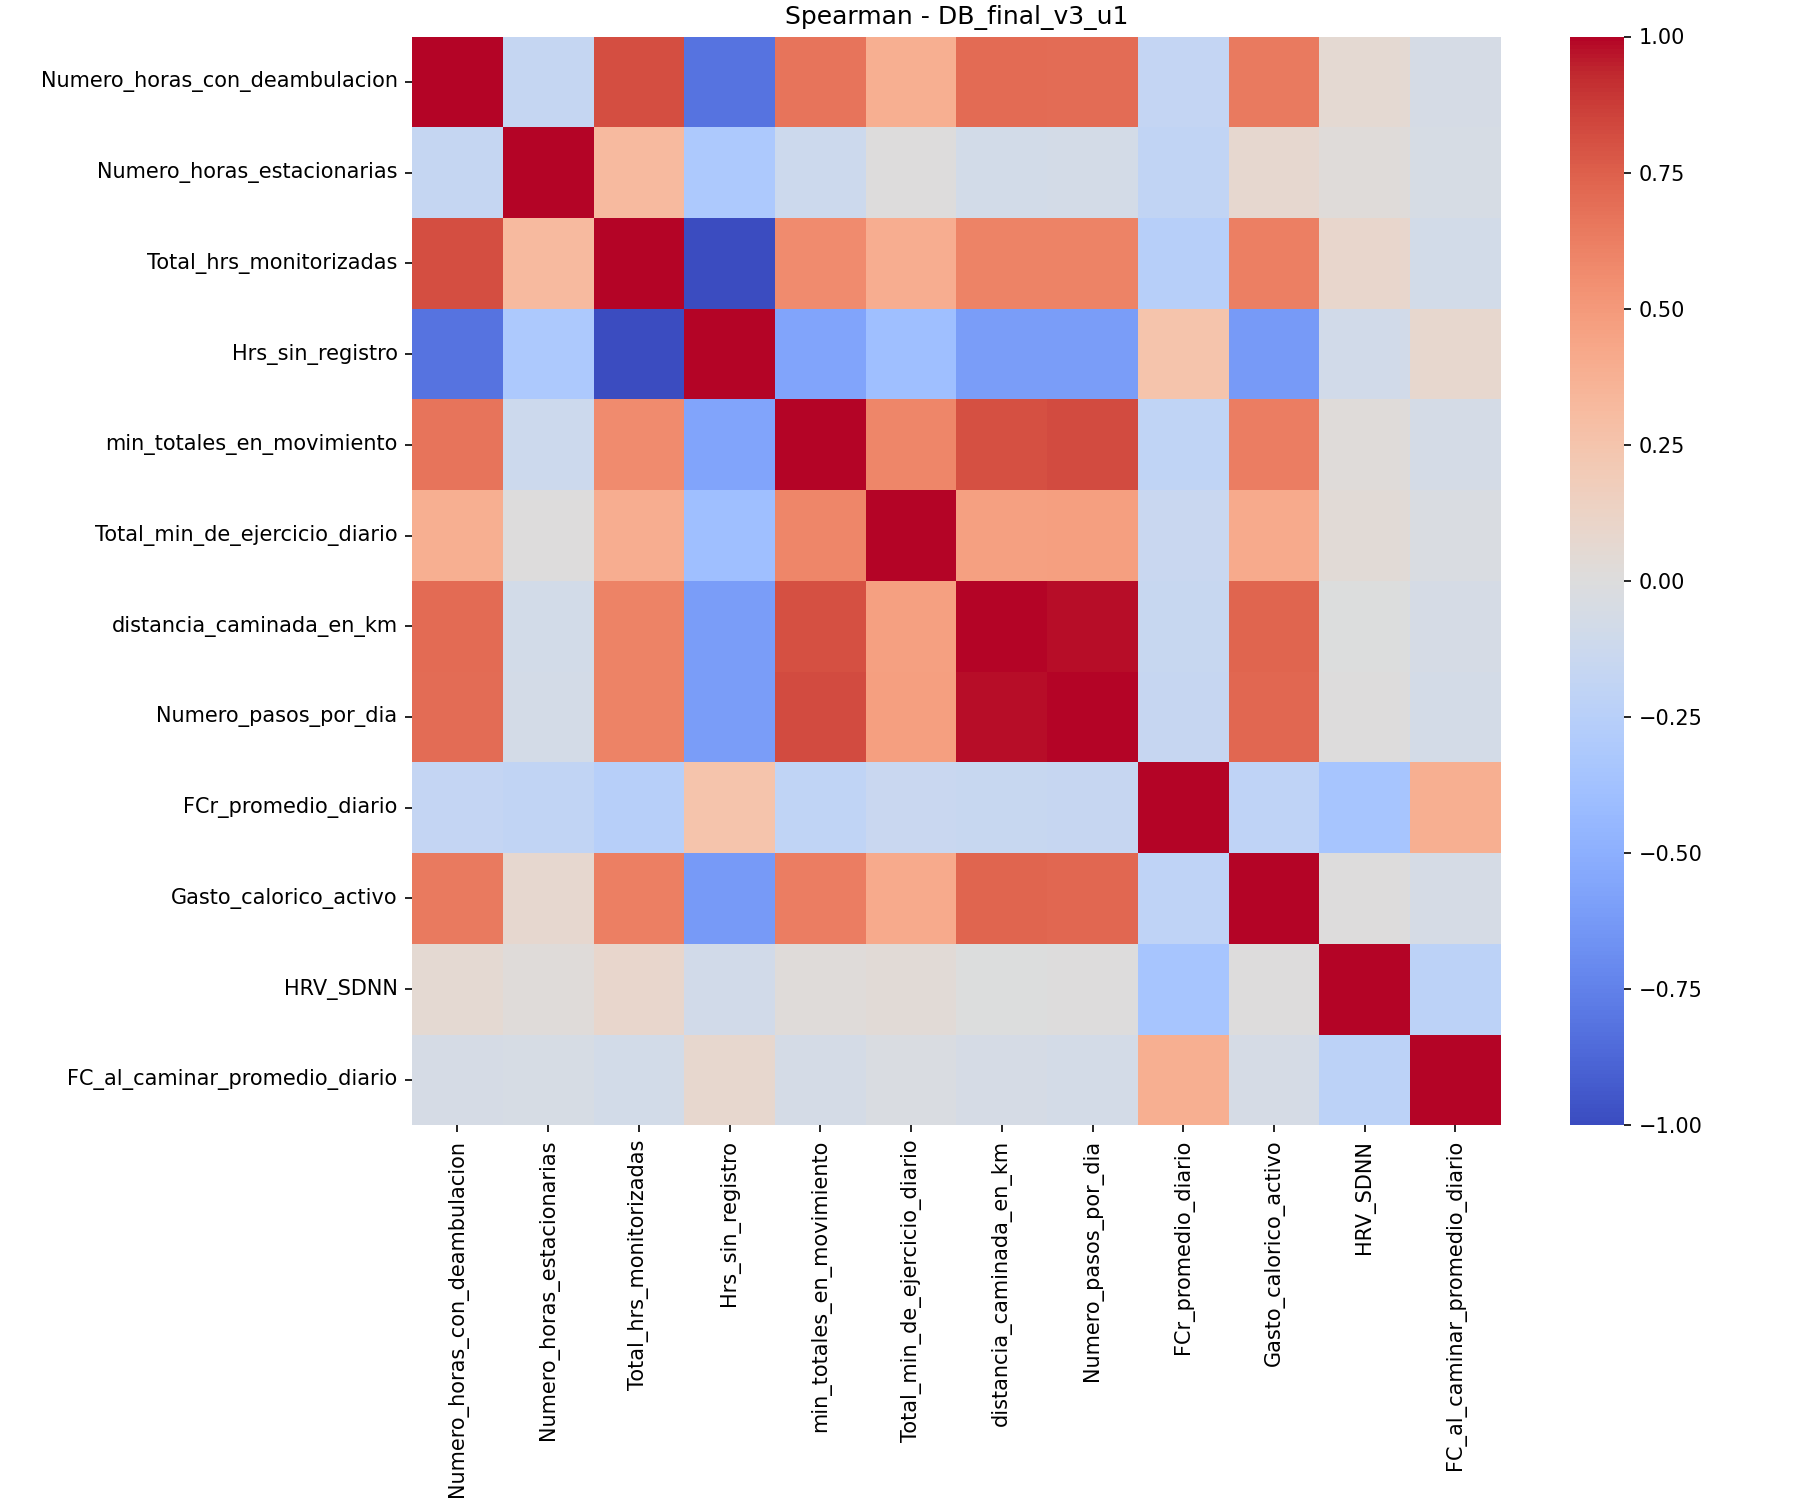 Spearman - DB_final_v3_u1
Numero_horas_con_deambulacion
Numero_horas_estacionarias
Total_hrs_monitorizadas
Hrs_sin_registro
min_totales_en_movimiento
Total_min_de_ejercicio_diario
distancia_caminada_en_km
Numero_pasos_por_dia
FCr_promedio_diario
Gasto_calorico_activo
HRV_SDNN
FC_al_caminar_promedio_diario
Numero_horas_con_deambulacion
Numero_horas_estacionarias
Total_hrs_monitorizadas
Hrs_sin_registro
min_totales_en_movimiento
Total_min_de_ejercicio_diario
distancia_caminada_en_km
Numero_pasos_por_dia
FCr_promedio_diario
Gasto_calorico_activo
HRV_SDNN
FC_al_caminar_promedio_diario
1.00
0.75
0.50
0.25
0.00
−0.25
−0.50
−0.75
−1.00